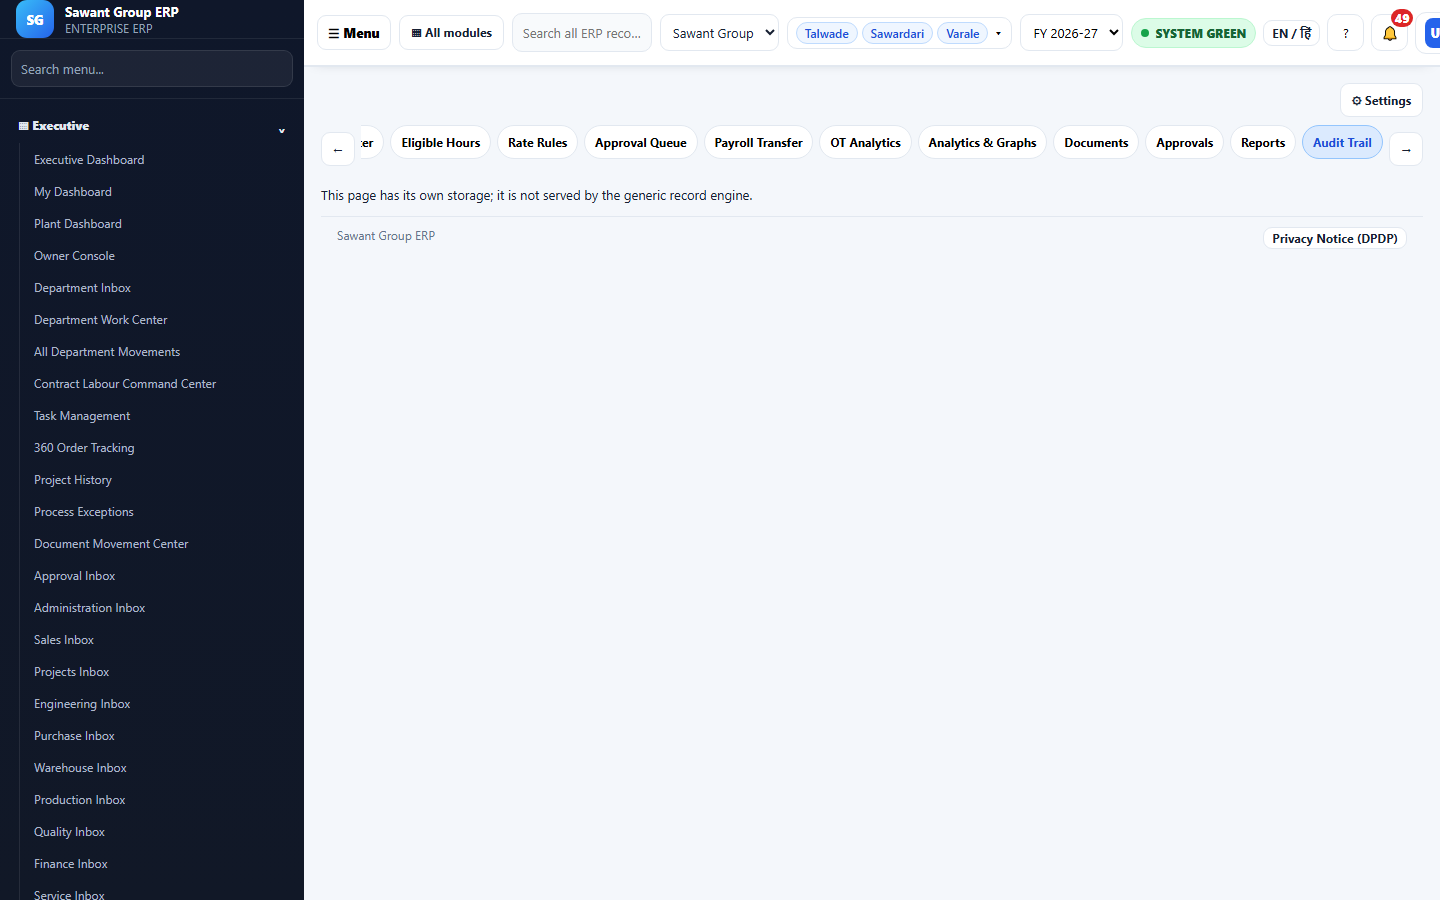 SG
Sawant Group ERP
ENTERPRISE ERP
Search menu...
Executive
Executive Dashboard
My Dashboard
Plant Dashboard
Owner Console
Department Inbox
Department Work Center
All Department Movements
Contract Labour Command Center
Task Management
360 Order Tracking
Project History
Process Exceptions
Document Movement Center
Approval Inbox
Administration Inbox
Sales Inbox
Projects Inbox
Engineering Inbox
Purchase Inbox
Warehouse Inbox
Production Inbox
Quality Inbox
Finance Inbox
Service Inbox
☰ Menu
All modules
Search all ERP reco...
Sawant Group
Talwade Sawardari Varale
FY 2026-27
SYSTEM GREEN
EN / हिं
?
49
U
⚙ Settings
←
ter
Eligible Hours
Rate Rules
Approval Queue
Payroll Transfer
OT Analytics
Analytics & Graphs
Documents
Approvals
Reports
Audit Trail
→
This page has its own storage; it is not served by the generic record engine.
Sawant Group ERP
Privacy Notice (DPDP)